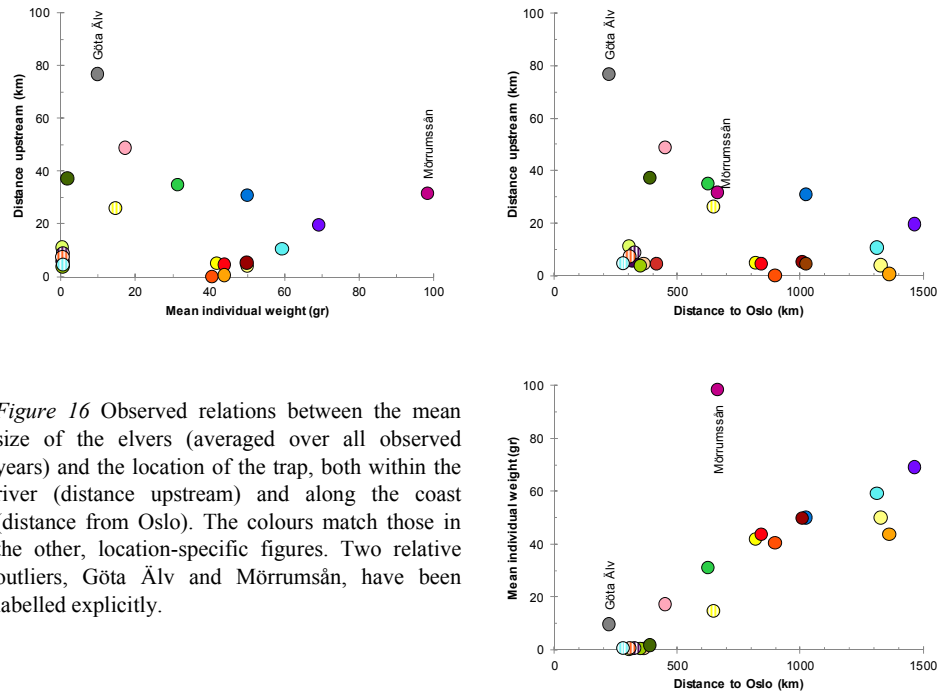 100
80
60
40
20
0
Distance upstream (km)
0 20 40 60 80 100
Mean individual weight (gr)
Göta Älv
Mörrumssån
100
80
60
40
20
0
Distance upstream (km)
0 500 1000 1500
Distance to Oslo (km)
Göta Älv
Mörrumssån
Figure 16 Observed relations between the mean
size of the elvers (averaged over all observed
years) and the location of the trap, both within the
river (distance upstream) and along the coast
(distance from Oslo). The colours match those in
the other, location-specific figures. Two relative
outliers, Göta Älv and Mörrumsån, have been
labelled explicitly.
100
80
60
40
20
0
Mean individual weight (gr)
0 500 1000 1500
Distance to Oslo (km)
Göta Älv
Mörrumssån